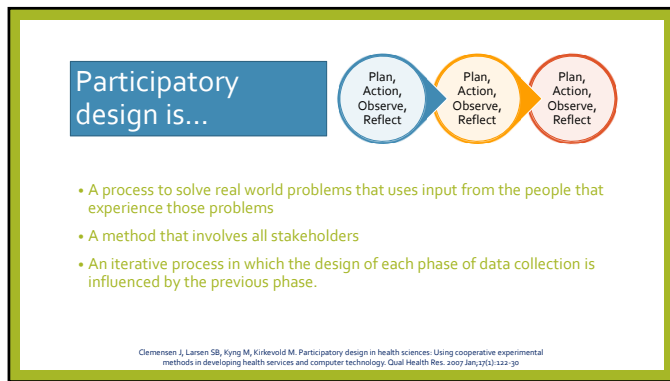 Participatory
design is...
Plan,
Action,
Observe,
Reflect
Plan,
Action,
Observe,
Reflect
Plan,
Action,
Observe,
Reflect
• A process to solve real world problems that uses input from the people that
experience those problems
• A method that involves all stakeholders
• An iterative process in which the design of each phase of data collection is
influenced by the previous phase.
Clemensen J, Larsen SB, Kyng M, Kirkevold M. Participatory design in health sciences: Using cooperative experimental
methods in developing health services and computer technology. Qual Health Res. 2007 Jan;17(1):122-30